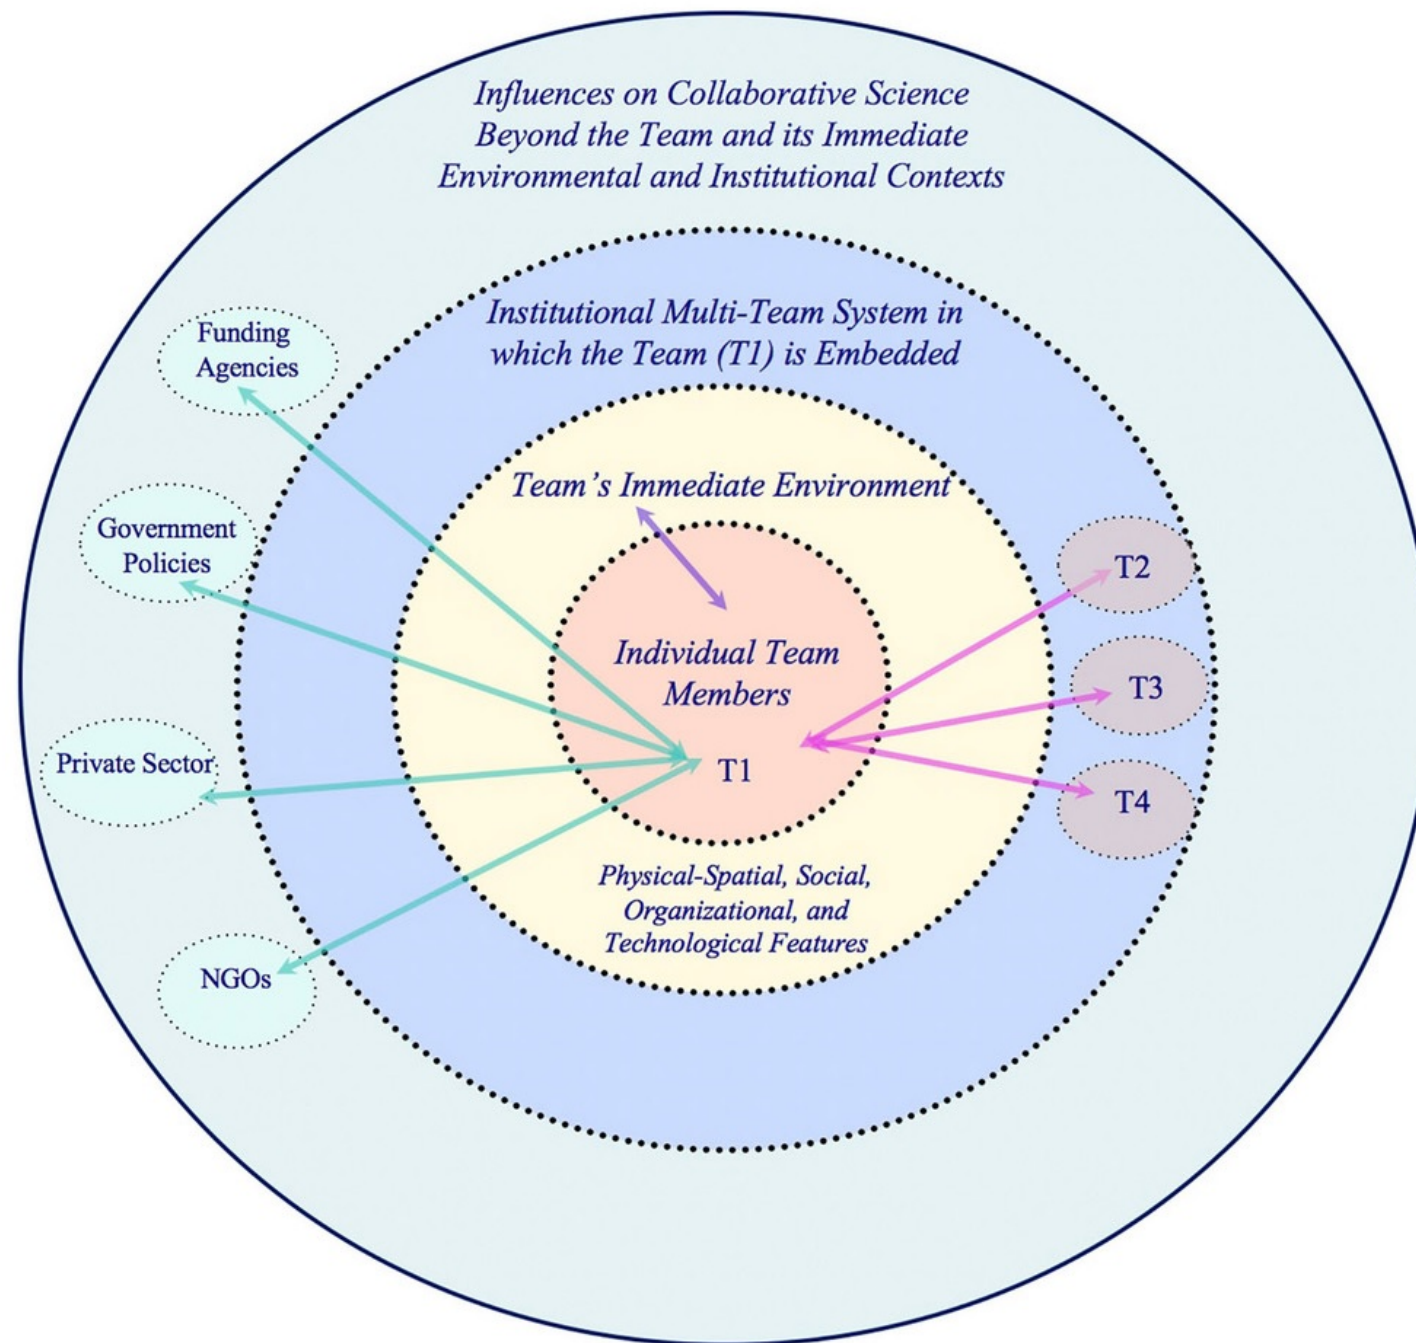 Influences on Collaborative Science
Beyond the Team and its Immediate
Environmental and Institutional Contexts
Institutional Multi-Team System in
which the Team (T1) is Embedded
Funding
Agencies
Team’s Immediate Environment
Government
Policies
T2
Individual Team
Members
T3
Private Sector
T1
T4
Physical-Spatial, Social,
Organizational, and
Technological Features
NGOs